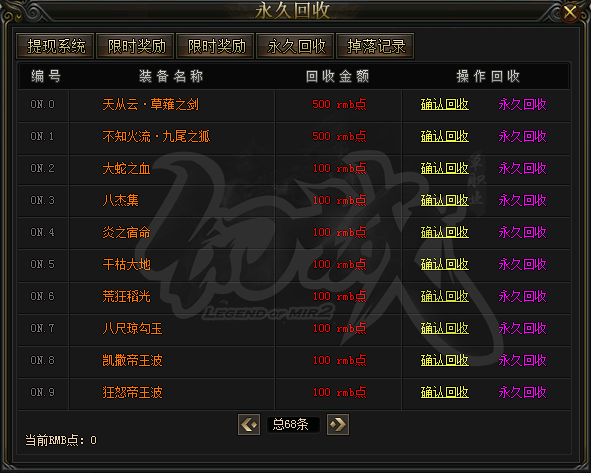 永久回收
提现系统 限时奖励 限时奖励 永久回收 掉落记录
编号 装备名称 回收金额 操作回收
ON.0 天从云·草薙之剑 500 rmb点 确认回收 永久回收
ON.1 不知火流·九尾之狐 500 rmb点 确认回收 永久回收
ON.2 大蛇之血 100 rmb点 确认回收 永久回收
ON.3 八杰集 100 rmb点 确认回收 永久回收
ON.4 炎之宿命 100 rmb点 确认回收 永久回收
ON.5 干枯大地 100 rmb点 确认回收 永久回收
ON.6 荒狂稻光 100 rmb点 确认回收 永久回收
LEGEND OF MIR2
ON.7 八尺琼勾玉 100 rmb点 确认回收 永久回收
ON.8 凯撒帝王波 100 rmb点 确认回收 永久回收
ON.9 狂怒帝王波 100 rmb点 确认回收 永久回收
总68条
当前RMB点: 0